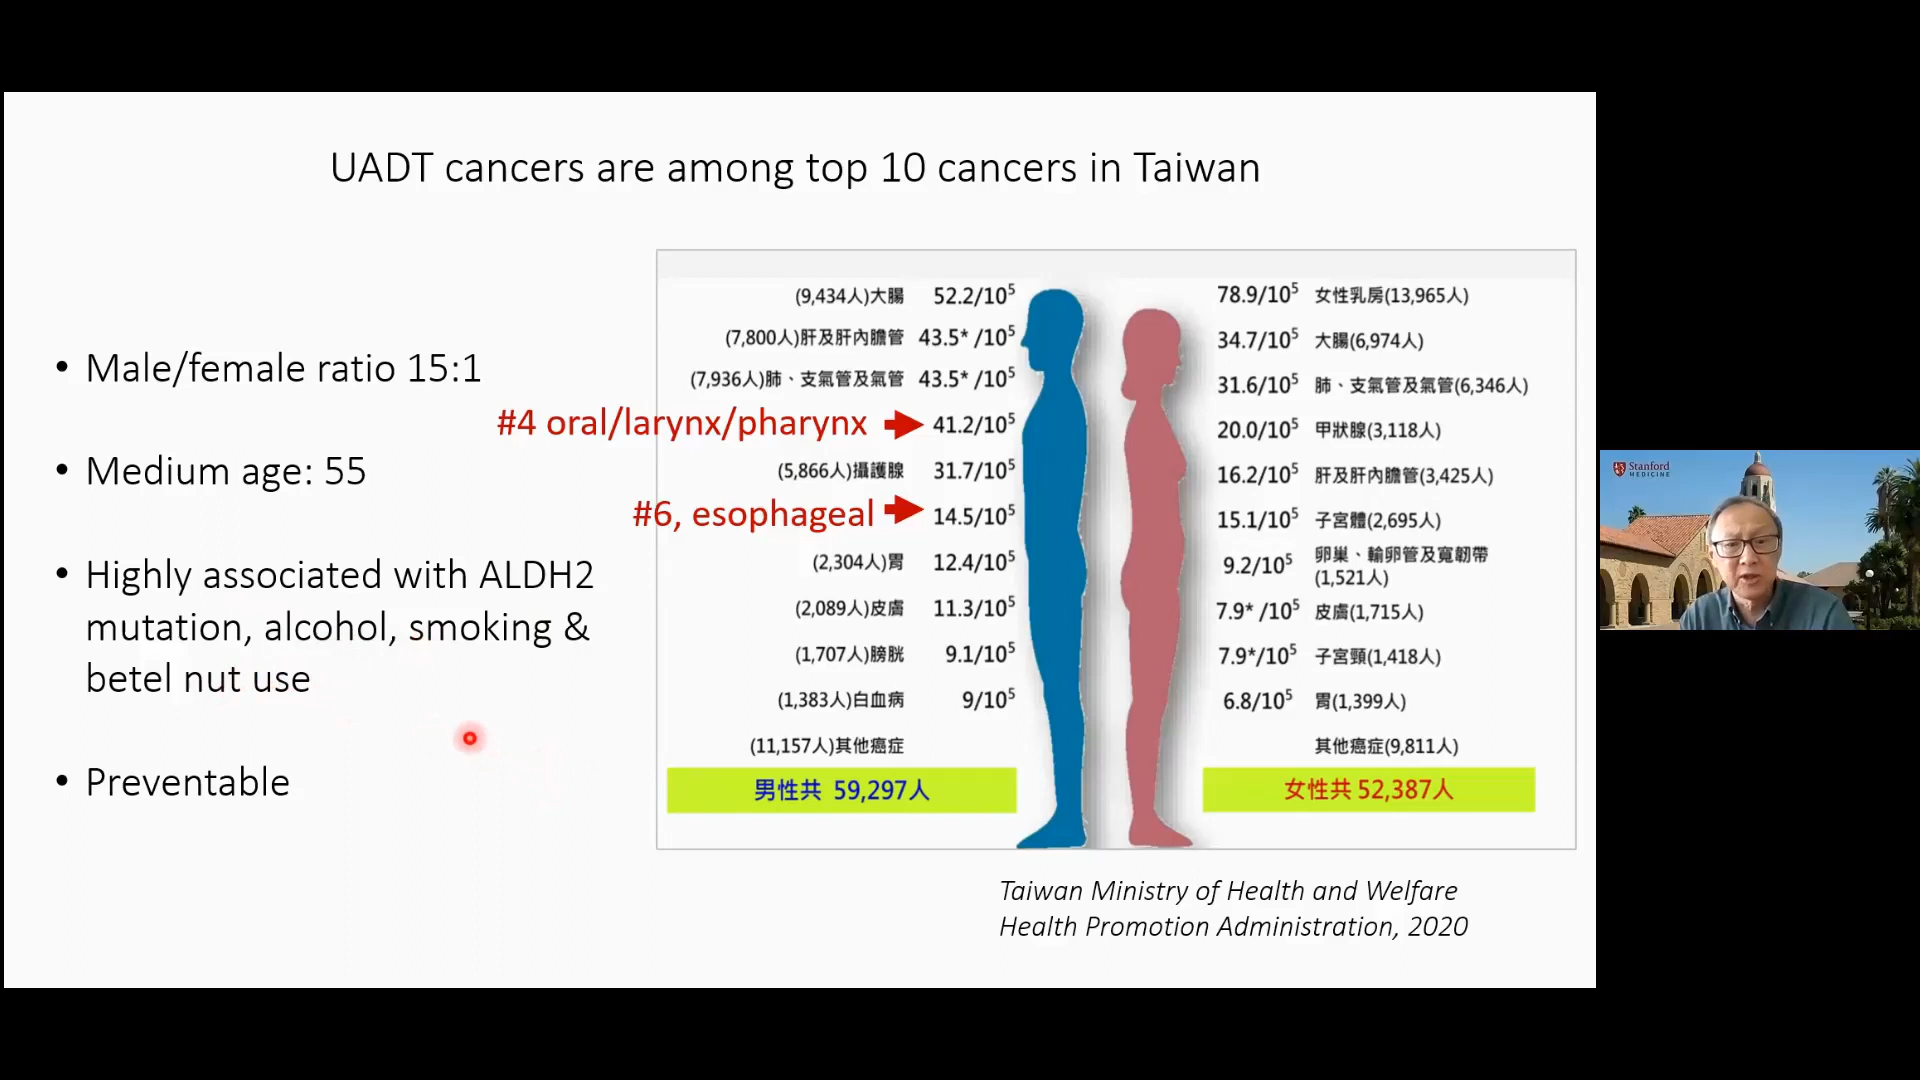 UADT cancers are among top 10 cancers in Taiwan
• Male/female ratio 15:1
• Medium age: 55
• Highly associated with ALDH2
mutation, alcohol, smoking &
betel nut use
• Preventable
(9,434人)大腸 52.2/10⁵
(7,800人)肝及肝內膽管 43.5* /10⁵
(7,936人)肺、支氣管及氣管 43.5* /10⁵
#4 oral/larynx/pharynx 41.2/10⁵
(5,866人)攝護腺 31.7/10⁵
#6, esophageal 14.5/10⁵
(2,304人)胃 12.4/10⁵
(2,089人)皮膚 11.3/10⁵
(1,707人)膀胱 9.1/10⁵
(1,383人)白血病 9/10⁵
(11,157人)其他癌症
男性共 59,297人
78.9/10⁵ 女性乳房(13,965人)
34.7/10⁵ 大腸(6,974人)
31.6/10⁵ 肺、支氣管及氣管(6,346人)
20.0/10⁵ 甲狀腺(3,118人)
16.2/10⁵ 肝及肝內膽管(3,425人)
15.1/10⁵ 子宮體(2,695人)
9.2/10⁵ 卵巢、輸卵管及寬韌帶
(1,521人)
7.9* /10⁵ 皮膚(1,715人)
7.9*/10⁵ 子宮頸(1,418人)
6.8/10⁵ 胃(1,399人)
其他癌症(9,811人)
女性共 52,387人
Taiwan Ministry of Health and Welfare
Health Promotion Administration, 2020
Stanford
MEDICINE